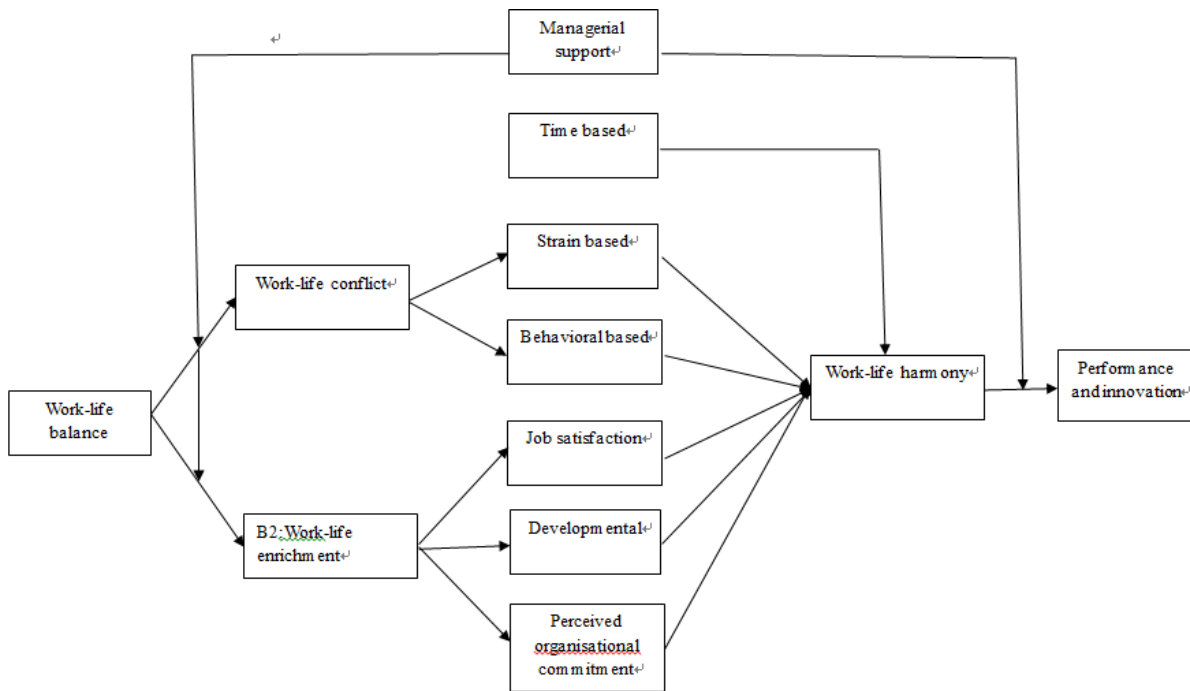 Managerial
support
Time based
Strain based
Work-life conflict
Behavioral based
Work-life harmony
Performance
and innovation
Work-life
balance
Job satisfaction
B2:Work-life
enrichment
Developmental
Perceived
organisational
commitment